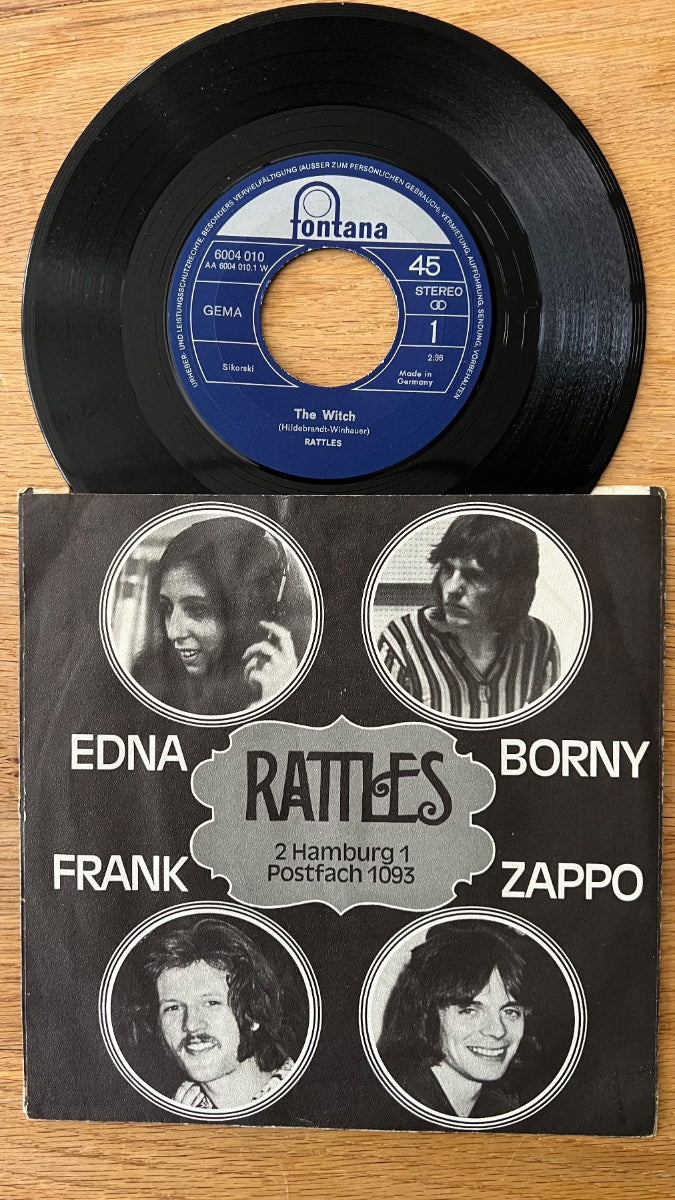 URHEBER- UND LEISTUNGSSCHUTZRECHTE, BESONDERS VERVIELFÄLTIGUNG (AUSSER ZUM PERSÖNLICHEN GEBRAUCH), VERMIETUNG, AUFFÜHRUNG, SENDUNG, VORBEHALTEN
fontana
6004 010
AA 6004 010.1 W
45
STEREO
GEMA
1
2:36
Sikorski
Made in
Germany
The Witch
(Hildebrandt-Winhauer)
RATTLES
EDNA
BORNY
RATTLES
2 Hamburg 1
Postfach 1093
FRANK
ZAPPO